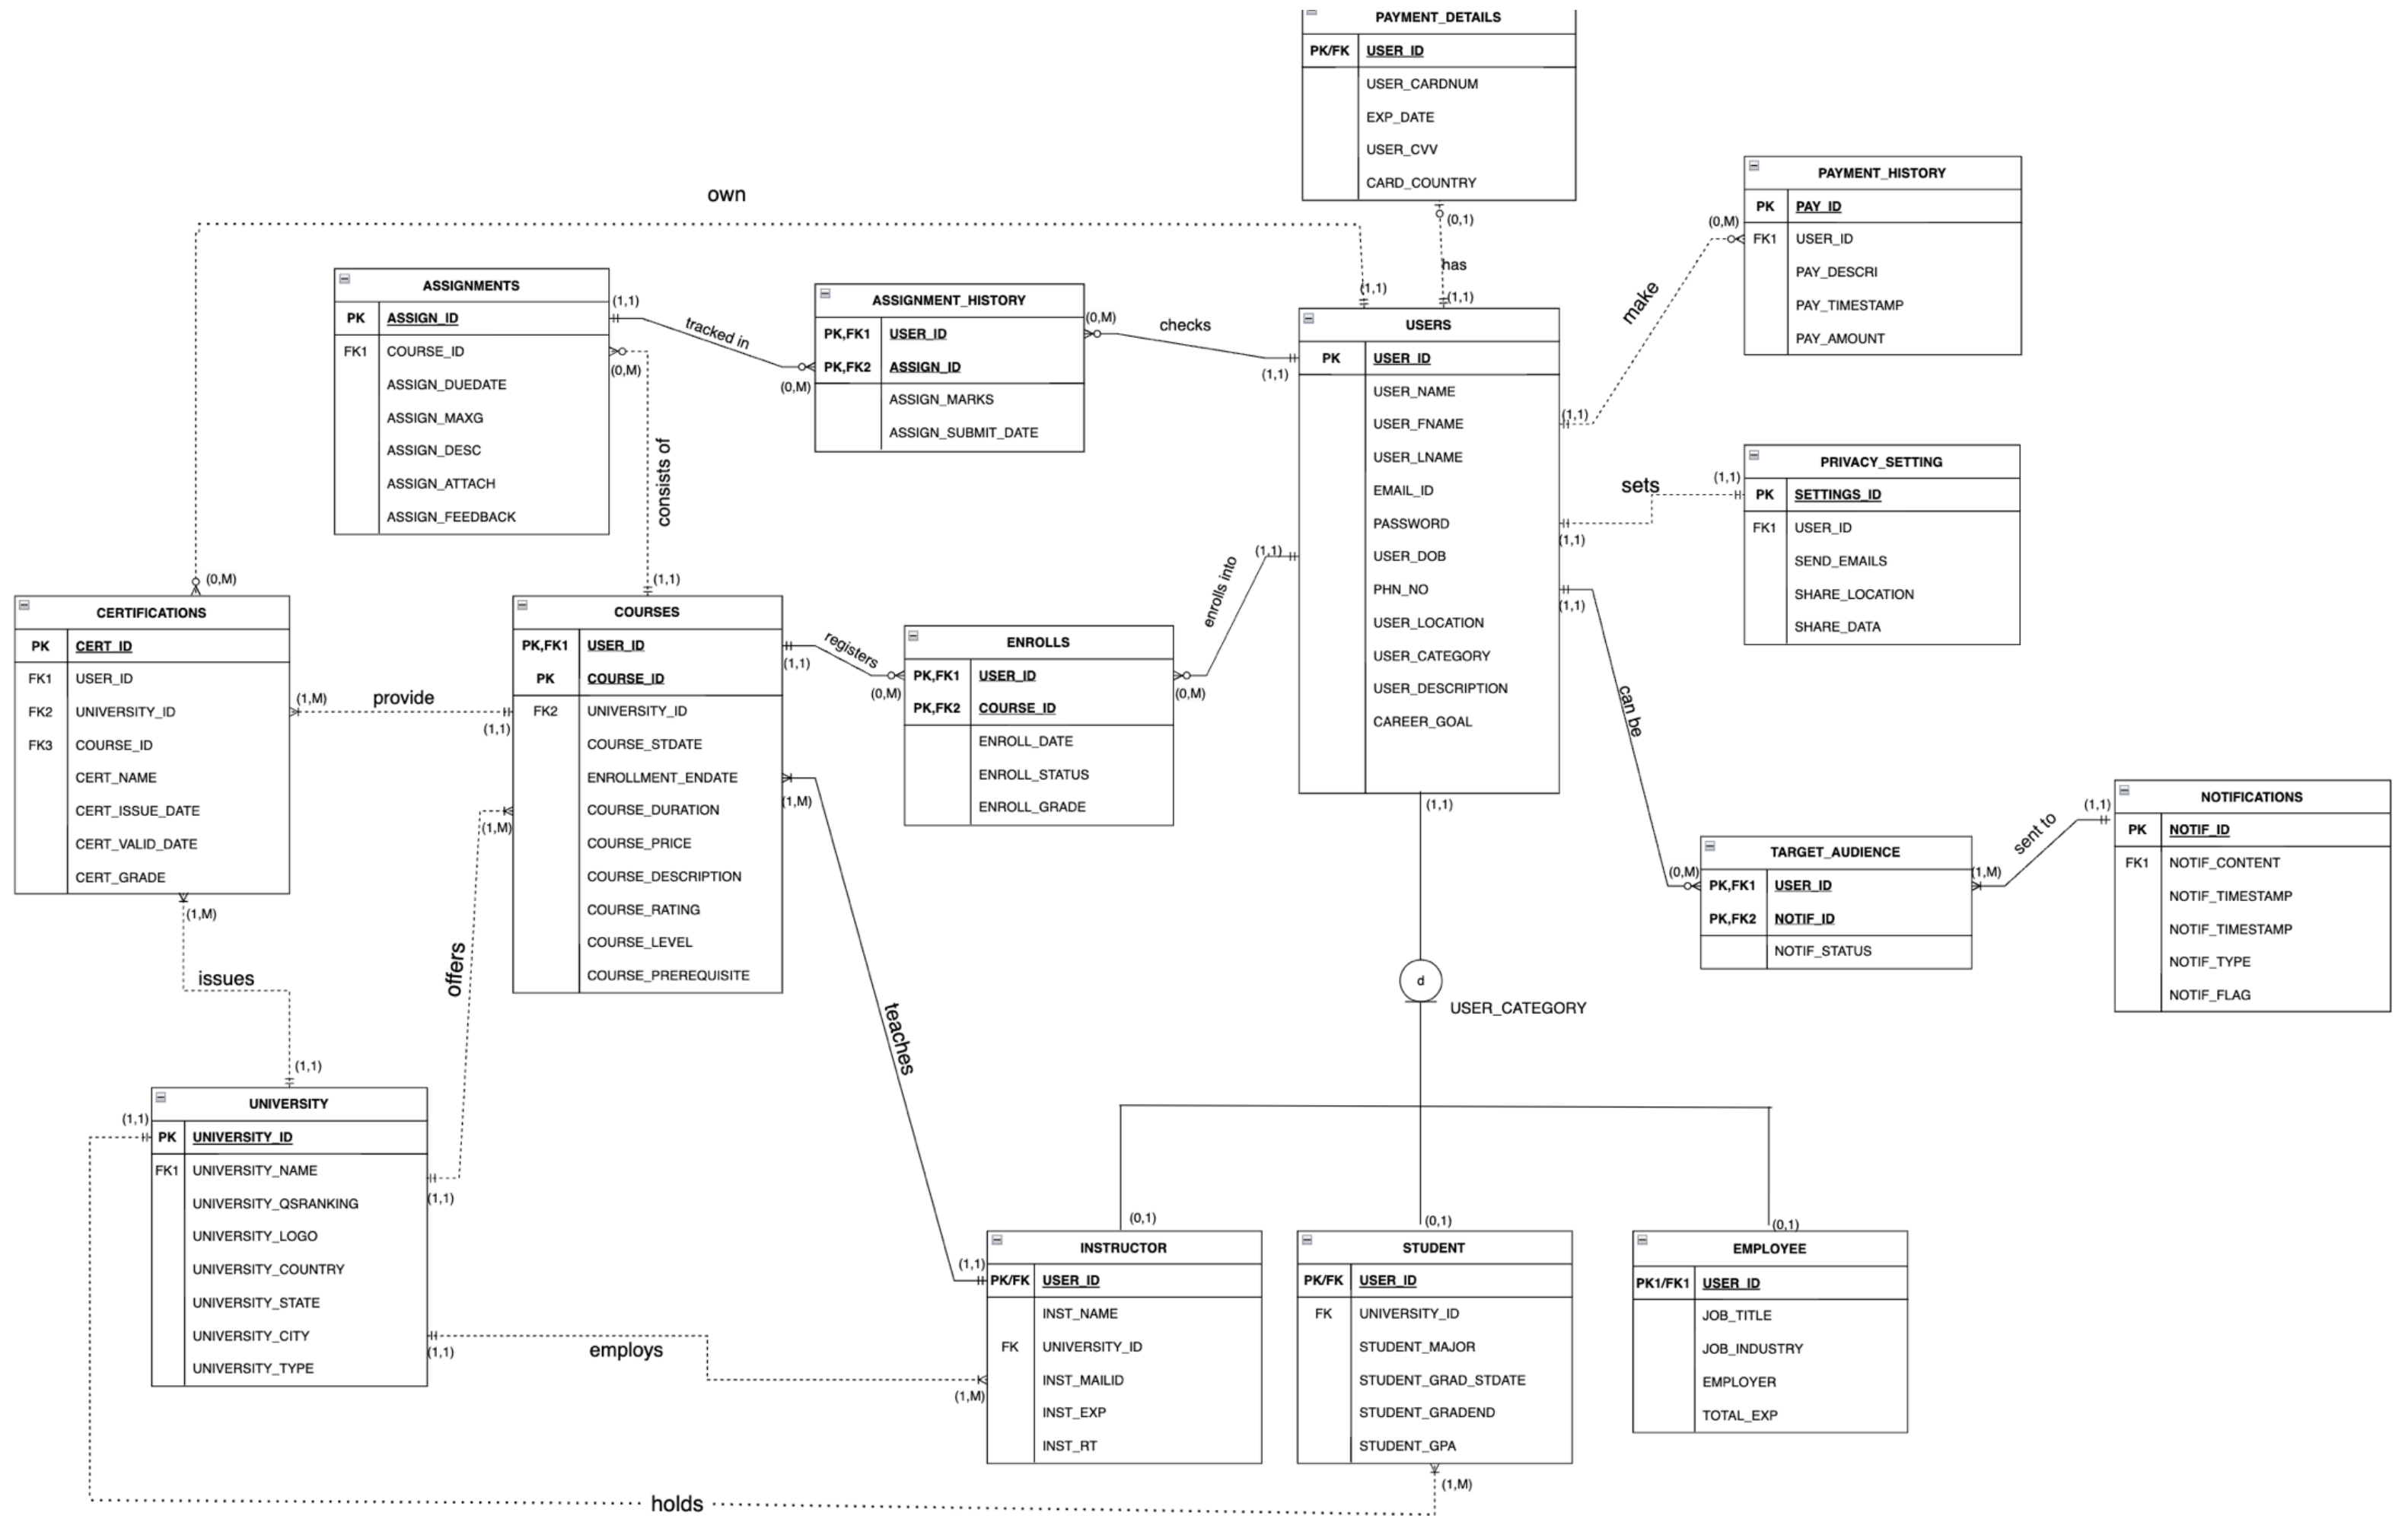 PAYMENT_DETAILS
PK/FK USER_ID
USER_CARDNUM
EXP_DATE
USER_CVV
CARD_COUNTRY
(0,1)
has
(1,1)
own
(1,1)
(0,M)
PAYMENT_HISTORY
PK PAY_ID
FK1 USER_ID
PAY_DESCRI
PAY_TIMESTAMP
PAY_AMOUNT
(0,M)
make
(1,1)
ASSIGNMENTS
PK ASSIGN_ID
FK1 COURSE_ID
ASSIGN_DUEDATE
ASSIGN_MAXG
ASSIGN_DESC
ASSIGN_ATTACH
ASSIGN_FEEDBACK
(1,1)
tracked in
(0,M)
(0,M)
consists of
(1,1)
ASSIGNMENT_HISTORY
PK,FK1 USER_ID
PK,FK2 ASSIGN_ID
ASSIGN_MARKS
ASSIGN_SUBMIT_DATE
(0,M)
checks
(1,1)
USERS
PK USER_ID
USER_NAME
USER_FNAME
USER_LNAME
EMAIL_ID
PASSWORD
USER_DOB
PHN_NO
USER_LOCATION
USER_CATEGORY
USER_DESCRIPTION
CAREER_GOAL
PRIVACY_SETTING
PK SETTINGS_ID
FK1 USER_ID
SEND_EMAILS
SHARE_LOCATION
SHARE_DATA
(1,1)
sets
(1,1)
(1,1)
can be
(0,M)
CERTIFICATIONS
PK CERT_ID
FK1 USER_ID
FK2 UNIVERSITY_ID
FK3 COURSE_ID
CERT_NAME
CERT_ISSUE_DATE
CERT_VALID_DATE
CERT_GRADE
(1,M)
provide
(1,1)
COURSES
PK,FK1 USER_ID
PK COURSE_ID
FK2 UNIVERSITY_ID
COURSE_STDATE
ENROLLMENT_ENDATE
COURSE_DURATION
COURSE_PRICE
COURSE_DESCRIPTION
COURSE_RATING
COURSE_LEVEL
COURSE_PREREQUISITE
(1,1)
registers
(0,M)
ENROLLS
PK,FK1 USER_ID
PK,FK2 COURSE_ID
ENROLL_DATE
ENROLL_STATUS
ENROLL_GRADE
(0,M)
enrolls into
(1,1)
(1,M)
teaches
(1,1)
(1,M)
offers
(1,1)
(1,M)
issues
(1,1)
TARGET_AUDIENCE
PK,FK1 USER_ID
PK,FK2 NOTIF_ID
NOTIF_STATUS
(1,M)
sent to
(1,1)
NOTIFICATIONS
PK NOTIF_ID
FK1 NOTIF_CONTENT
NOTIF_TIMESTAMP
NOTIF_TIMESTAMP
NOTIF_TYPE
NOTIF_FLAG
(1,1)
d
USER_CATEGORY
UNIVERSITY
PK UNIVERSITY_ID
FK1 UNIVERSITY_NAME
UNIVERSITY_QSRANKING
UNIVERSITY_LOGO
UNIVERSITY_COUNTRY
UNIVERSITY_STATE
UNIVERSITY_CITY
UNIVERSITY_TYPE
(1,1)
(1,1)
employs
(1,M)
(0,1)
INSTRUCTOR
PK/FK USER_ID
INST_NAME
FK UNIVERSITY_ID
INST_MAILID
INST_EXP
INST_RT
(0,1)
STUDENT
PK/FK USER_ID
FK UNIVERSITY_ID
STUDENT_MAJOR
STUDENT_GRAD_STDATE
STUDENT_GRADEND
STUDENT_GPA
(0,1)
EMPLOYEE
PK1/FK1 USER_ID
JOB_TITLE
JOB_INDUSTRY
EMPLOYER
TOTAL_EXP
(1,M)
holds